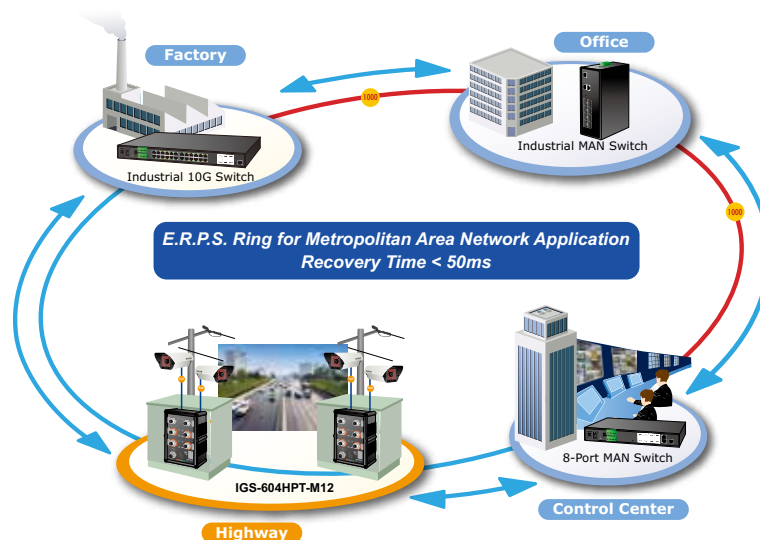 Factory
Office
1000
Industrial MAN Switch
Industrial 10G Switch
1000
E.R.P.S. Ring for Metropolitan Area Network Application
Recovery Time < 50ms
8-Port MAN Switch
IGS-604HPT-M12
Control Center
Highway